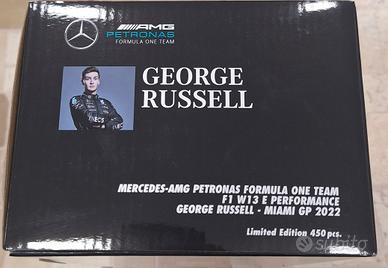 AMG
PETRONAS
FORMULA ONE TEAM
GEORGE
RUSSELL
INEOS
MERCEDES-AMG PETRONAS FORMULA ONE TEAM
F1 W13 E PERFORMANCE
GEORGE RUSSELL - MIAMI GP 2022
Limited Edition 450 pcs.
subito